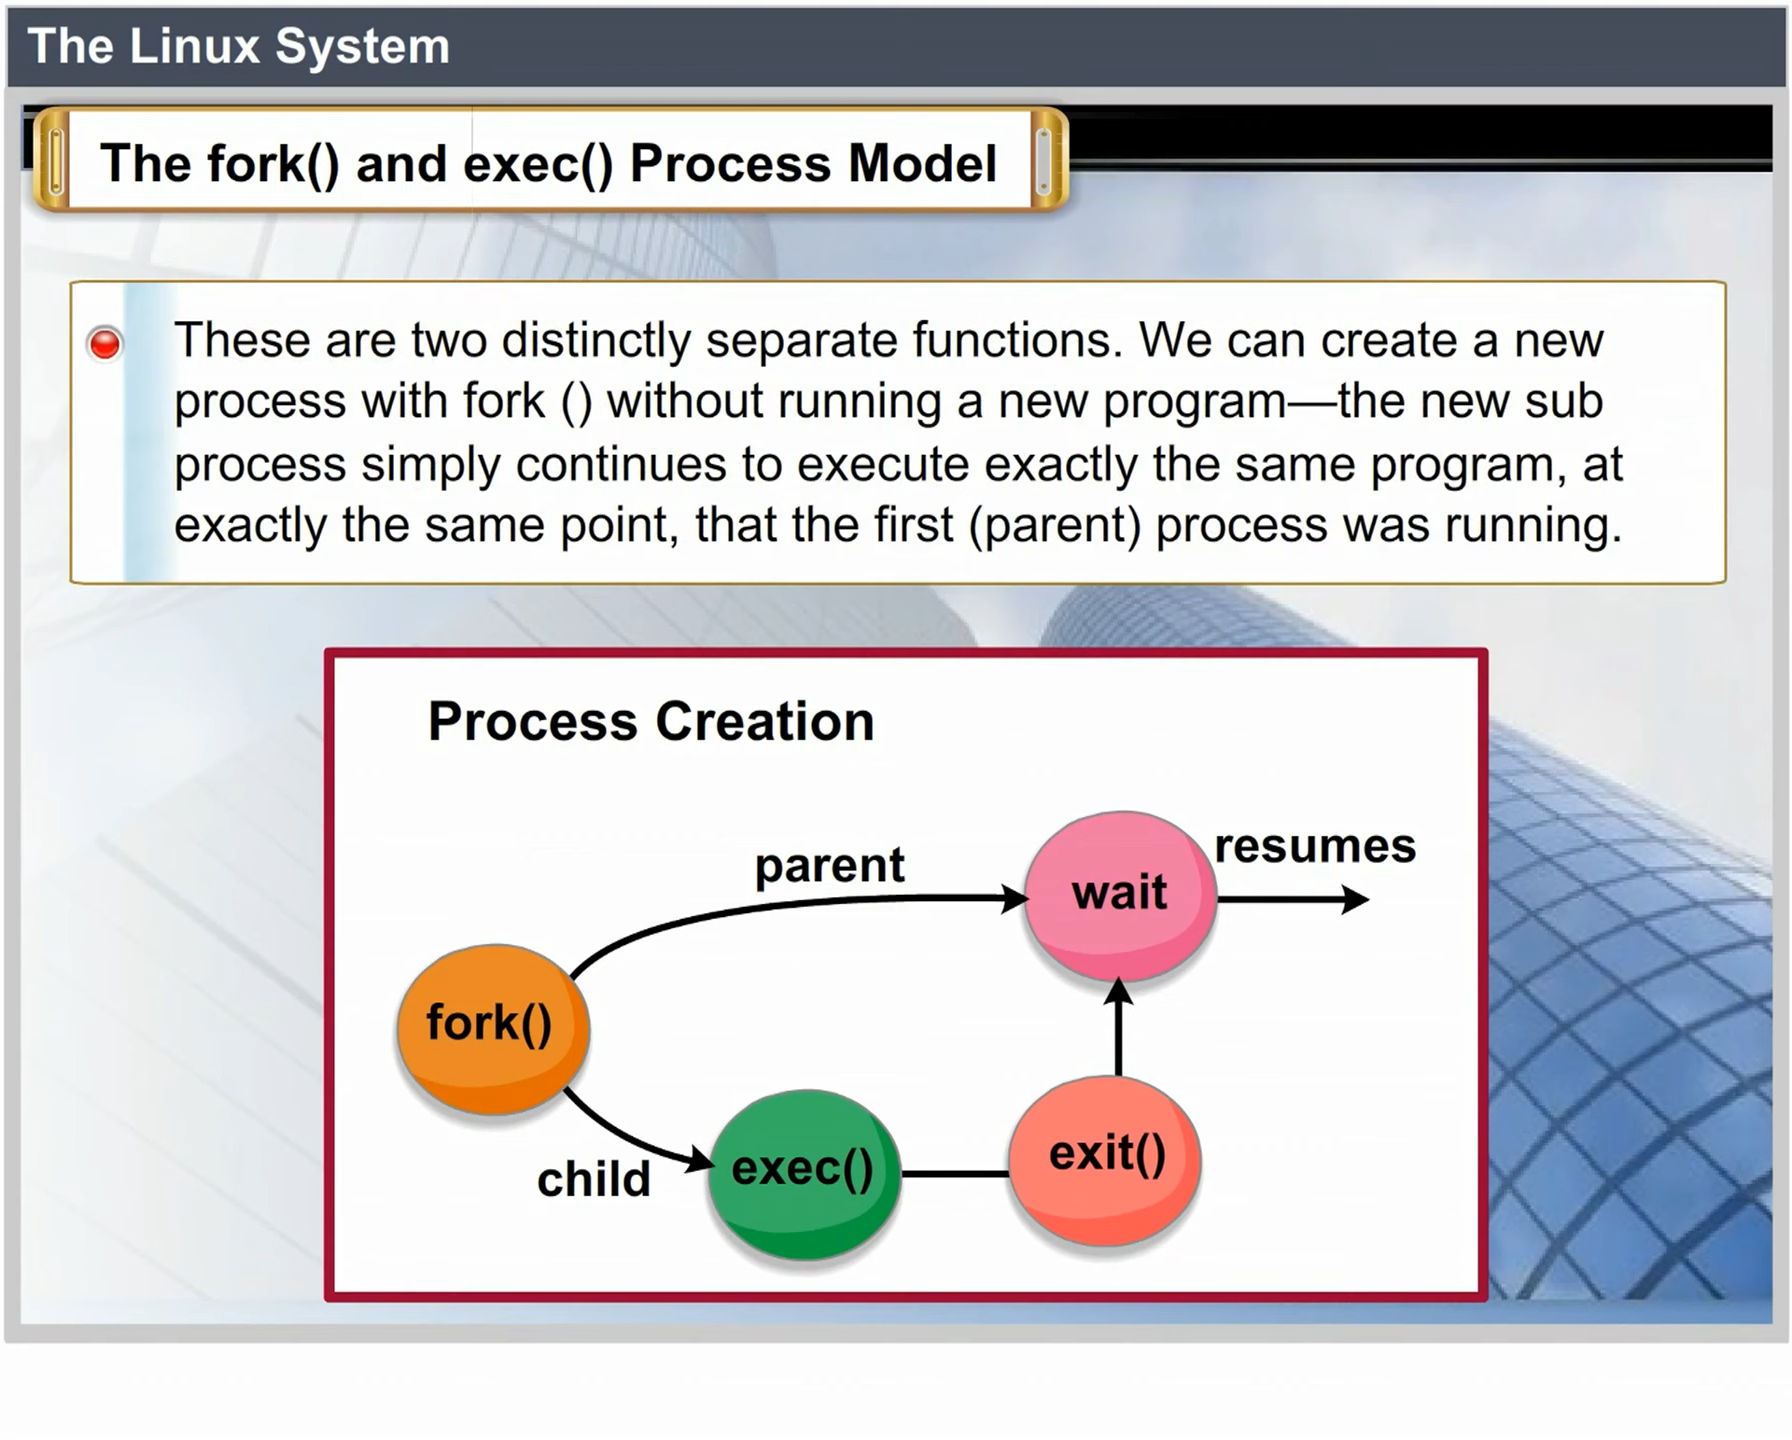 The Linux System
The fork() and exec() Process Model
These are two distinctly separate functions. We can create a new
process with fork () without running a new program—the new sub
process simply continues to execute exactly the same program, at
exactly the same point, that the first (parent) process was running.
Process Creation
parent
wait
resumes
fork()
child
exec()
exit()